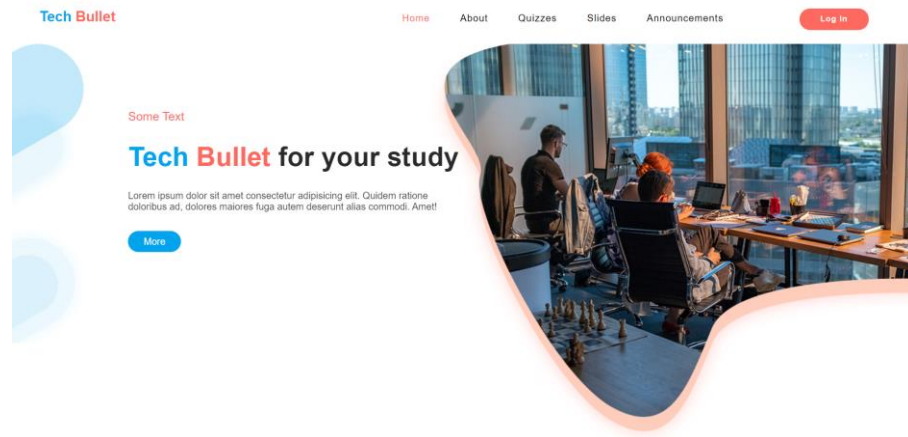 Tech Bullet
Home About Quizzes Slides Announcements Log In
Some Text
Tech Bullet for your study
Lorem ipsum dolor sit amet consectetur adipisicing elit. Quidem ratione
doloribus ad, dolores maiores fuga autem deserunt alias commodi. Amet!
More